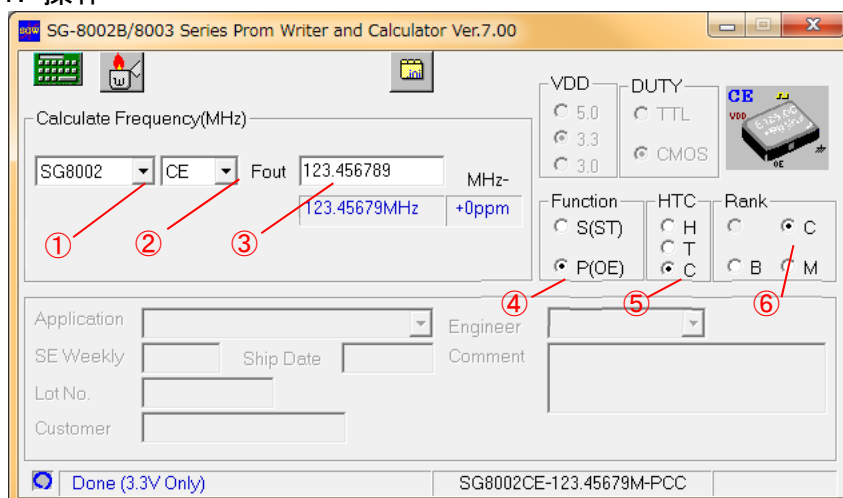 SG-8002B/8003 Series Prom Writer and Calculator Ver.7.00
.ini
Calculate Frequency(MHz)
SG8002 CE Fout 123.456789 MHz-
123.45679MHz +0ppm
① ② ③
VDD
5.0
3.3
3.0
DUTY
TTL
CMOS
CE
VDD
OE
Function
S(ST)
P(OE)
HTC
H
T
C
Rank
C
B M
④ ⑤ ⑥
Application
Engineer
SE Weekly
Ship Date
Comment
Lot No.
Customer
Done (3.3V Only)
SG8002CE-123.45679M-PCC